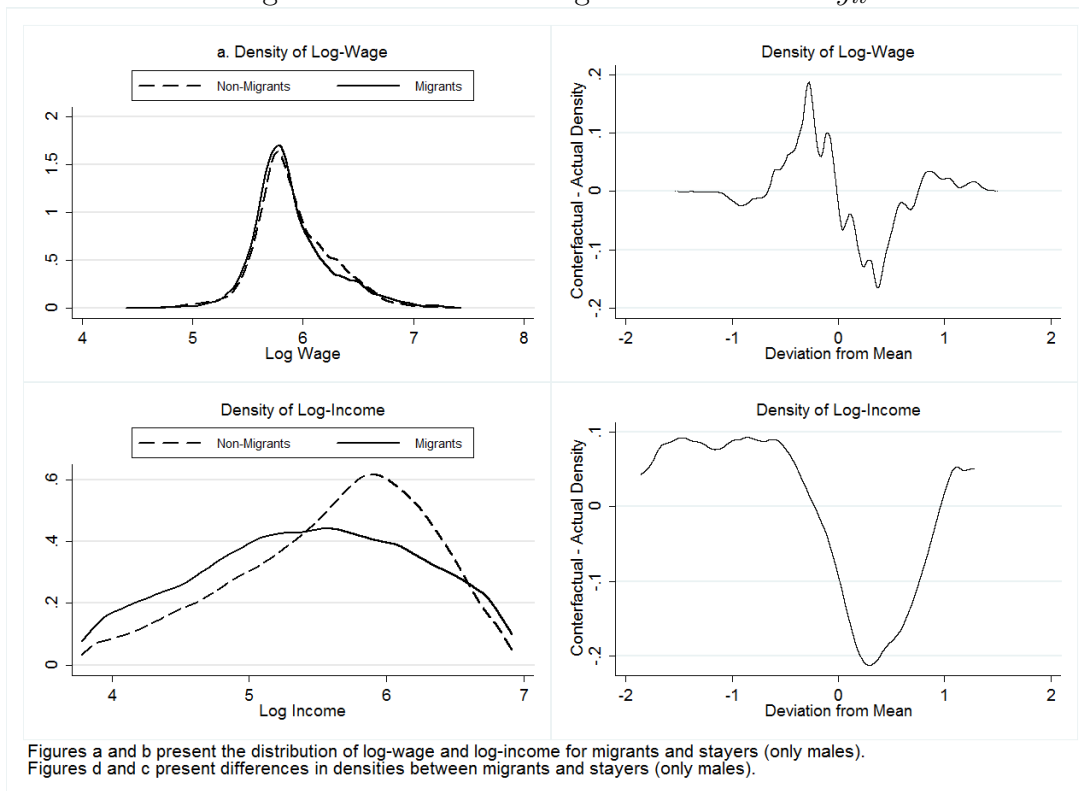 a. Density of Log-Wage
Non-Migrants Migrants
2
1.5
1
.5
0
4 5 6 7 8
Log Wage
Density of Log-Wage
Conterfactual - Actual Density
.2
.1
0
-.1
-.2
-2 -1 0 1 2
Deviation from Mean
Density of Log-Income
Non-Migrants Migrants
.6
.4
.2
0
4 5 6 7
Log Income
Density of Log-Income
Conterfactual - Actual Density
.1
0
-.1
-.2
-2 -1 0 1 2
Deviation from Mean
Figures a and b present the distribution of log-wage and log-income for migrants and stayers (only males).
Figures d and c present differences in densities between migrants and stayers (only males).